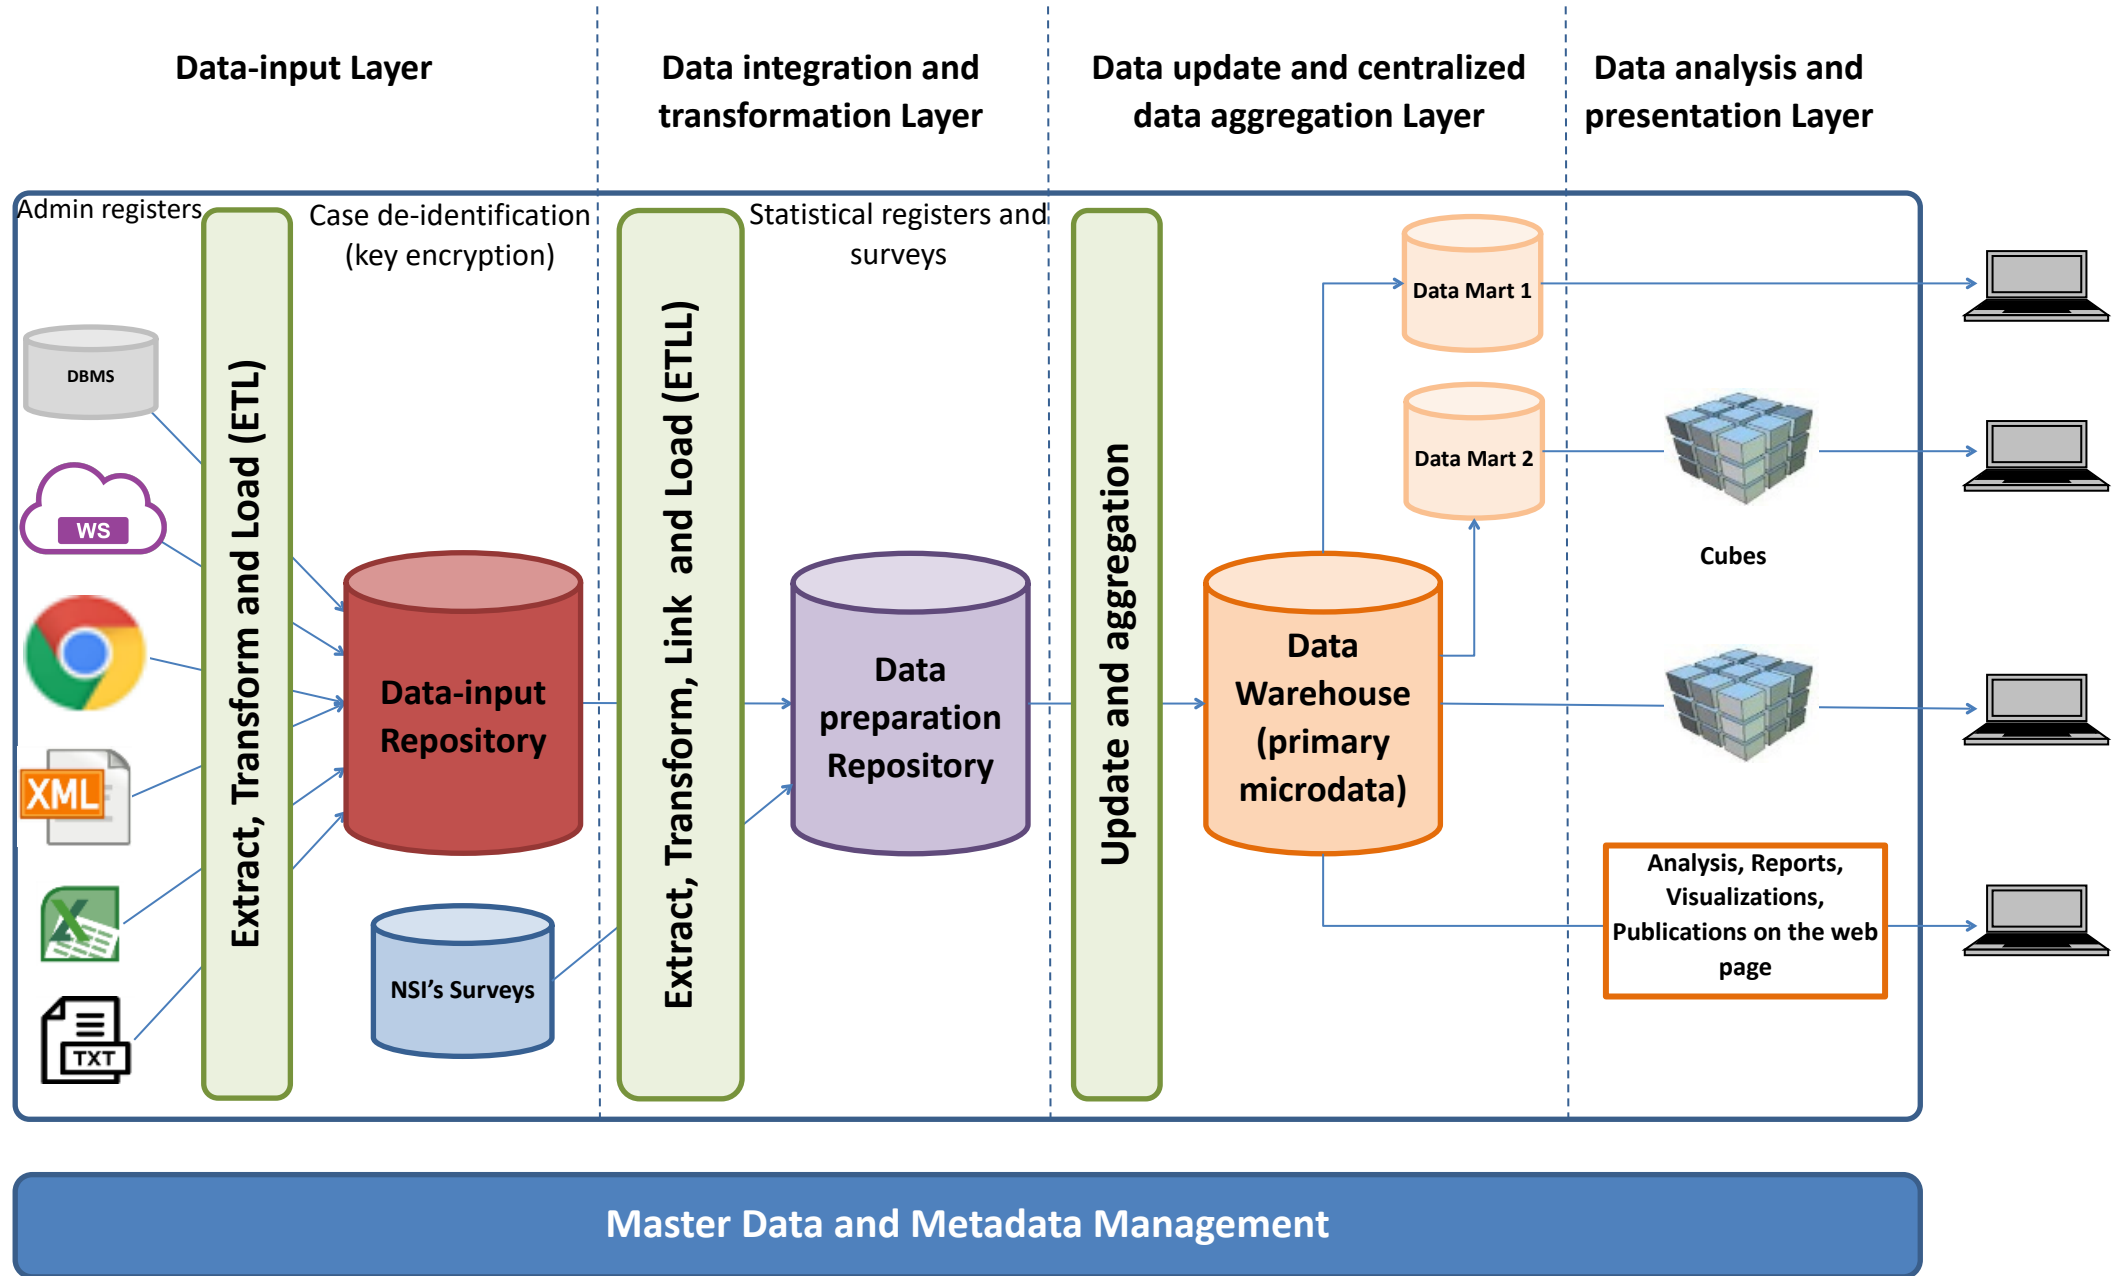 Data-input Layer
Data integration and
transformation Layer
Data update and centralized
data aggregation Layer
Data analysis and
presentation Layer
Admin registers
Case de-identification
(key encryption)
Statistical registers and
surveys
DBMS
WS
XML
TXT
Extract, Transform and Load (ETL)
Data-input
Repository
NSI’s Surveys
Extract, Transform, Link and Load (ETLL)
Data
preparation
Repository
Update and aggregation
Data Mart 1
Data Mart 2
Data
Warehouse
(primary
microdata)
Cubes
Analysis, Reports,
Visualizations,
Publications on the web
page
Master Data and Metadata Management